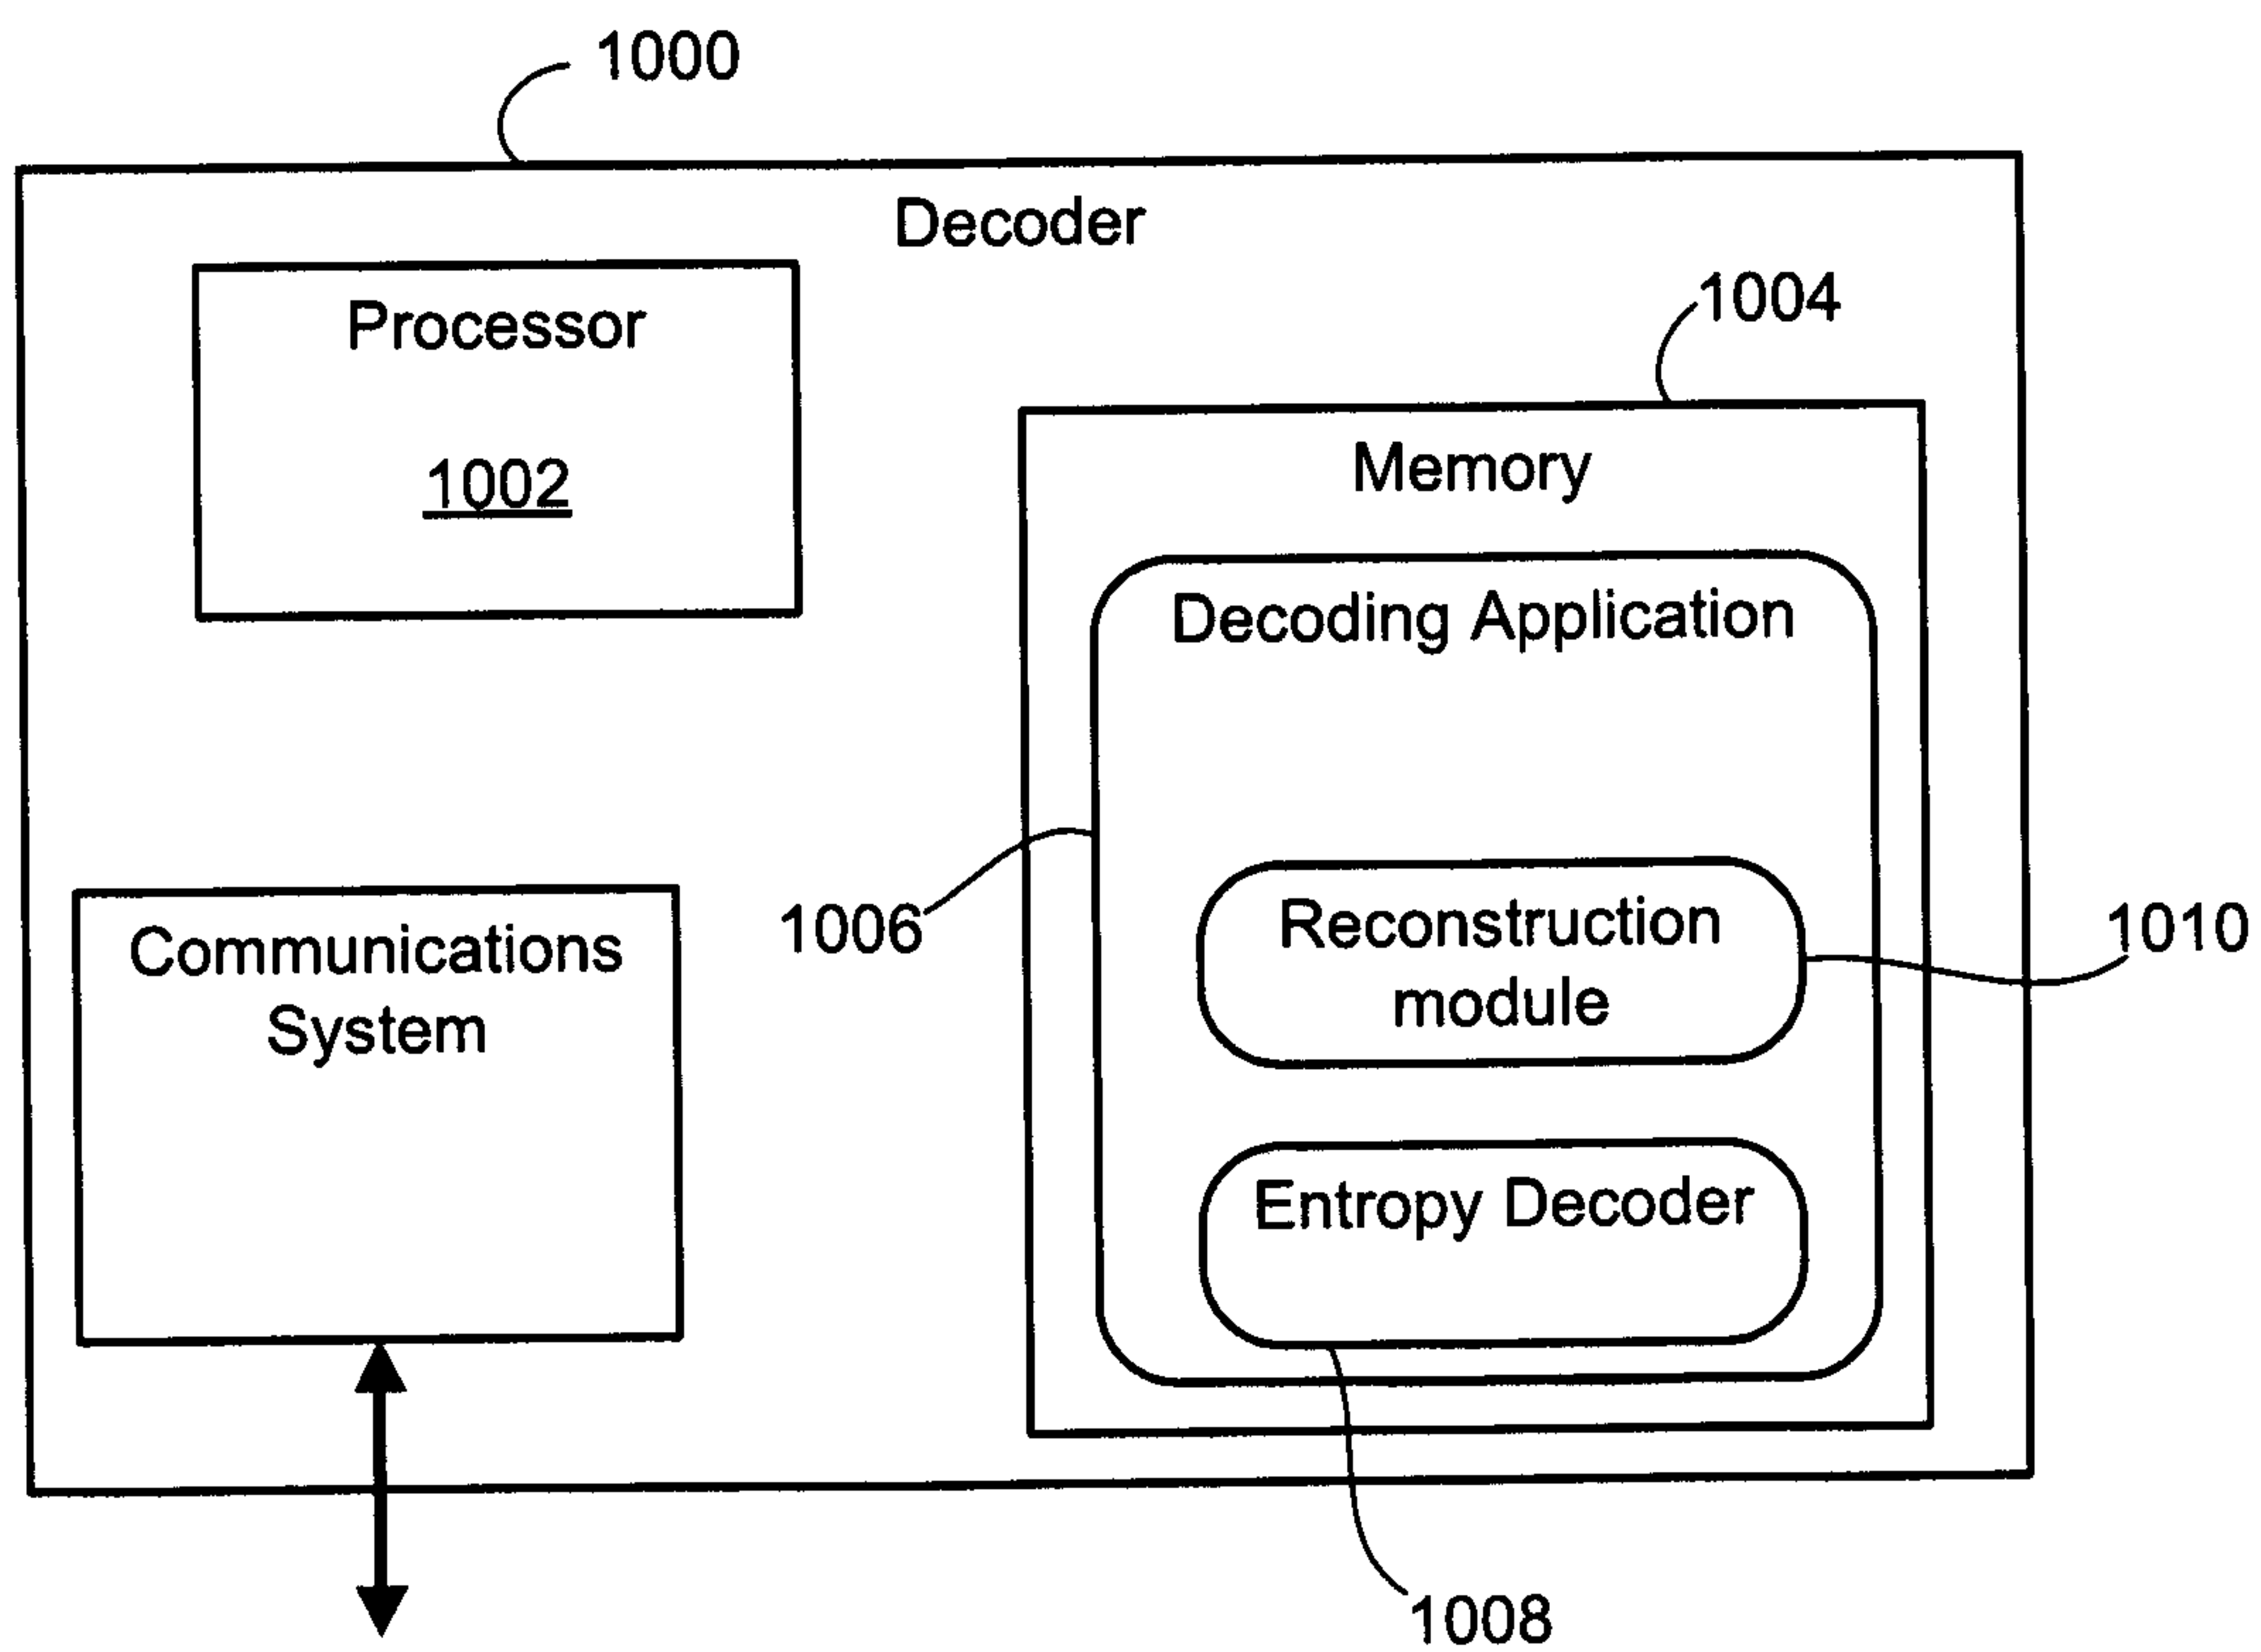 1000
Decoder
Processor
1002
1004
Memory
Decoding Application
1006
Reconstruction
module
1010
Communications
System
Entropy Decoder
1008